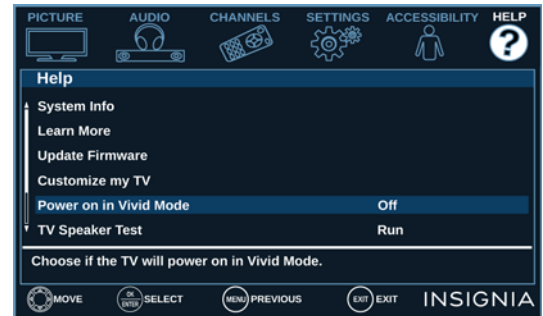 PICTURE AUDIO CHANNELS SETTINGS ACCESSIBILITY HELP
?
Help
System Info
Learn More
Update Firmware
Customize my TV
Power on in Vivid Mode Off
TV Speaker Test Run
Choose if the TV will power on in Vivid Mode.
MOVE OK ENTER SELECT MENU PREVIOUS EXIT EXIT INSIGNIA